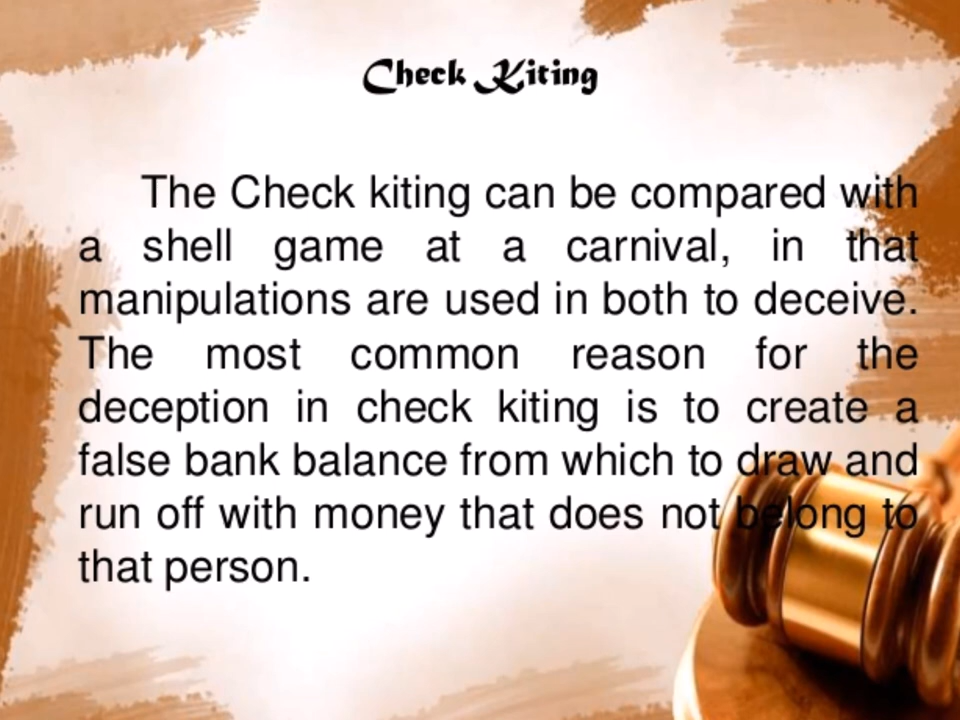 Check Kiting
The Check kiting can be compared with
a shell game at a carnival, in that
manipulations are used in both to deceive.
The most common reason for the
deception in check kiting is to create a
false bank balance from which to draw and
run off with money that does not belong to
that person.